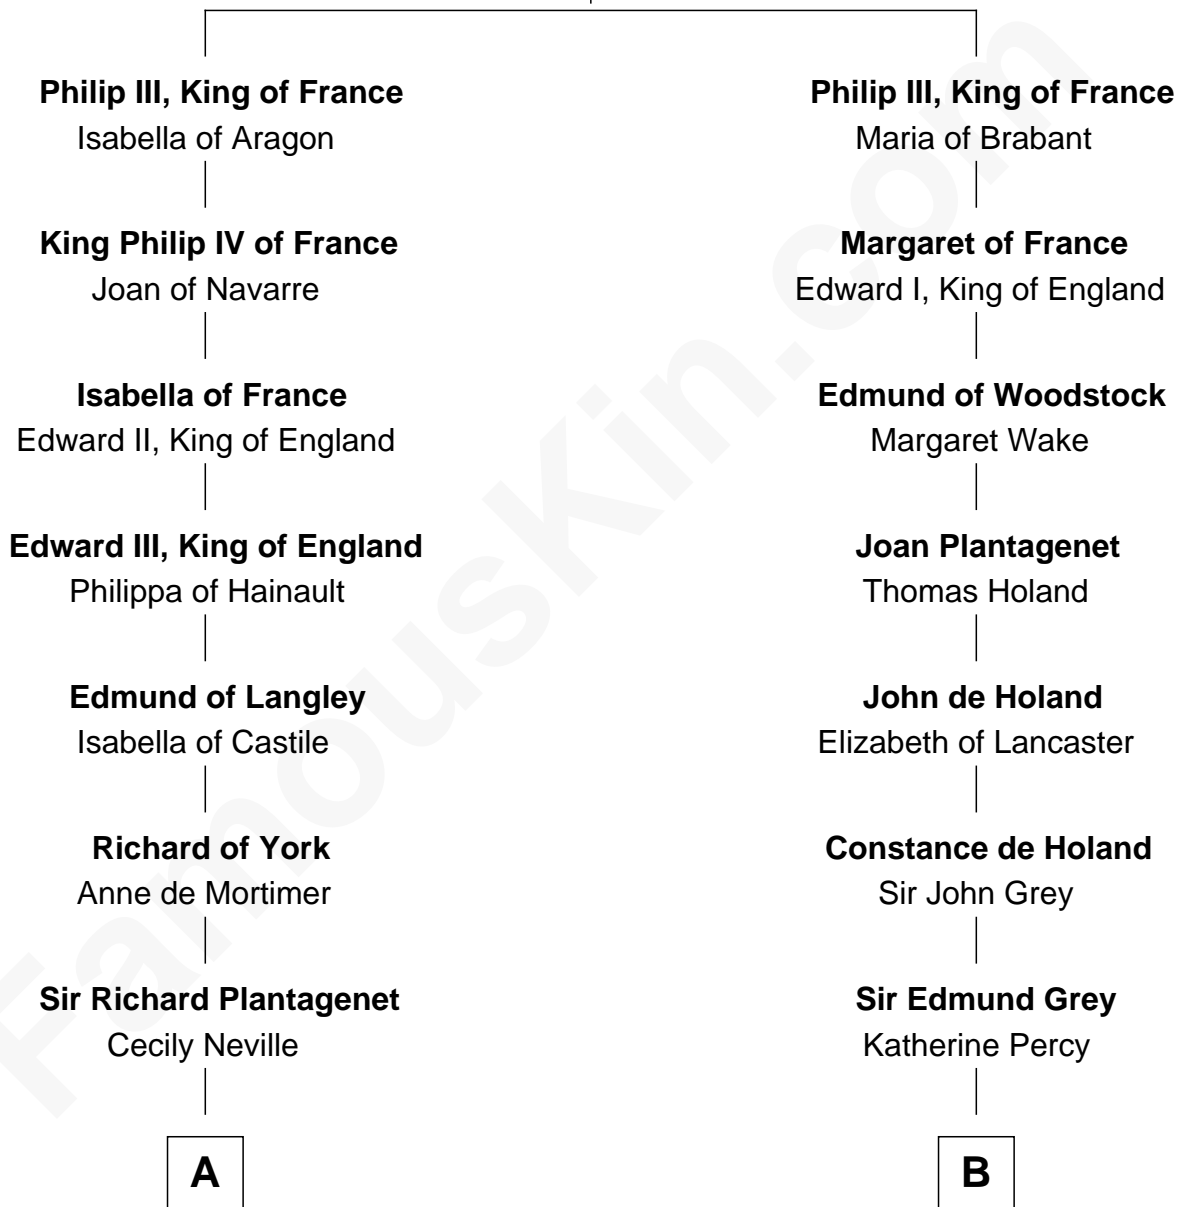 Philip III, King of France
Isabella of Aragon
King Philip IV of France
Joan of Navarre
Isabella of France
Edward II, King of England
Edward III, King of England
Philippa of Hainault
Edmund of Langley
Isabella of Castile
Richard of York
Anne de Mortimer
Sir Richard Plantagenet
Cecily Neville
A
Philip III, King of France
Maria of Brabant
Margaret of France
Edward I, King of England
Edmund of Woodstock
Margaret Wake
Joan Plantagenet
Thomas Holand
John de Holand
Elizabeth of Lancaster
Constance de Holand
Sir John Grey
Sir Edmund Grey
Katherine Percy
B
FamousKin.com